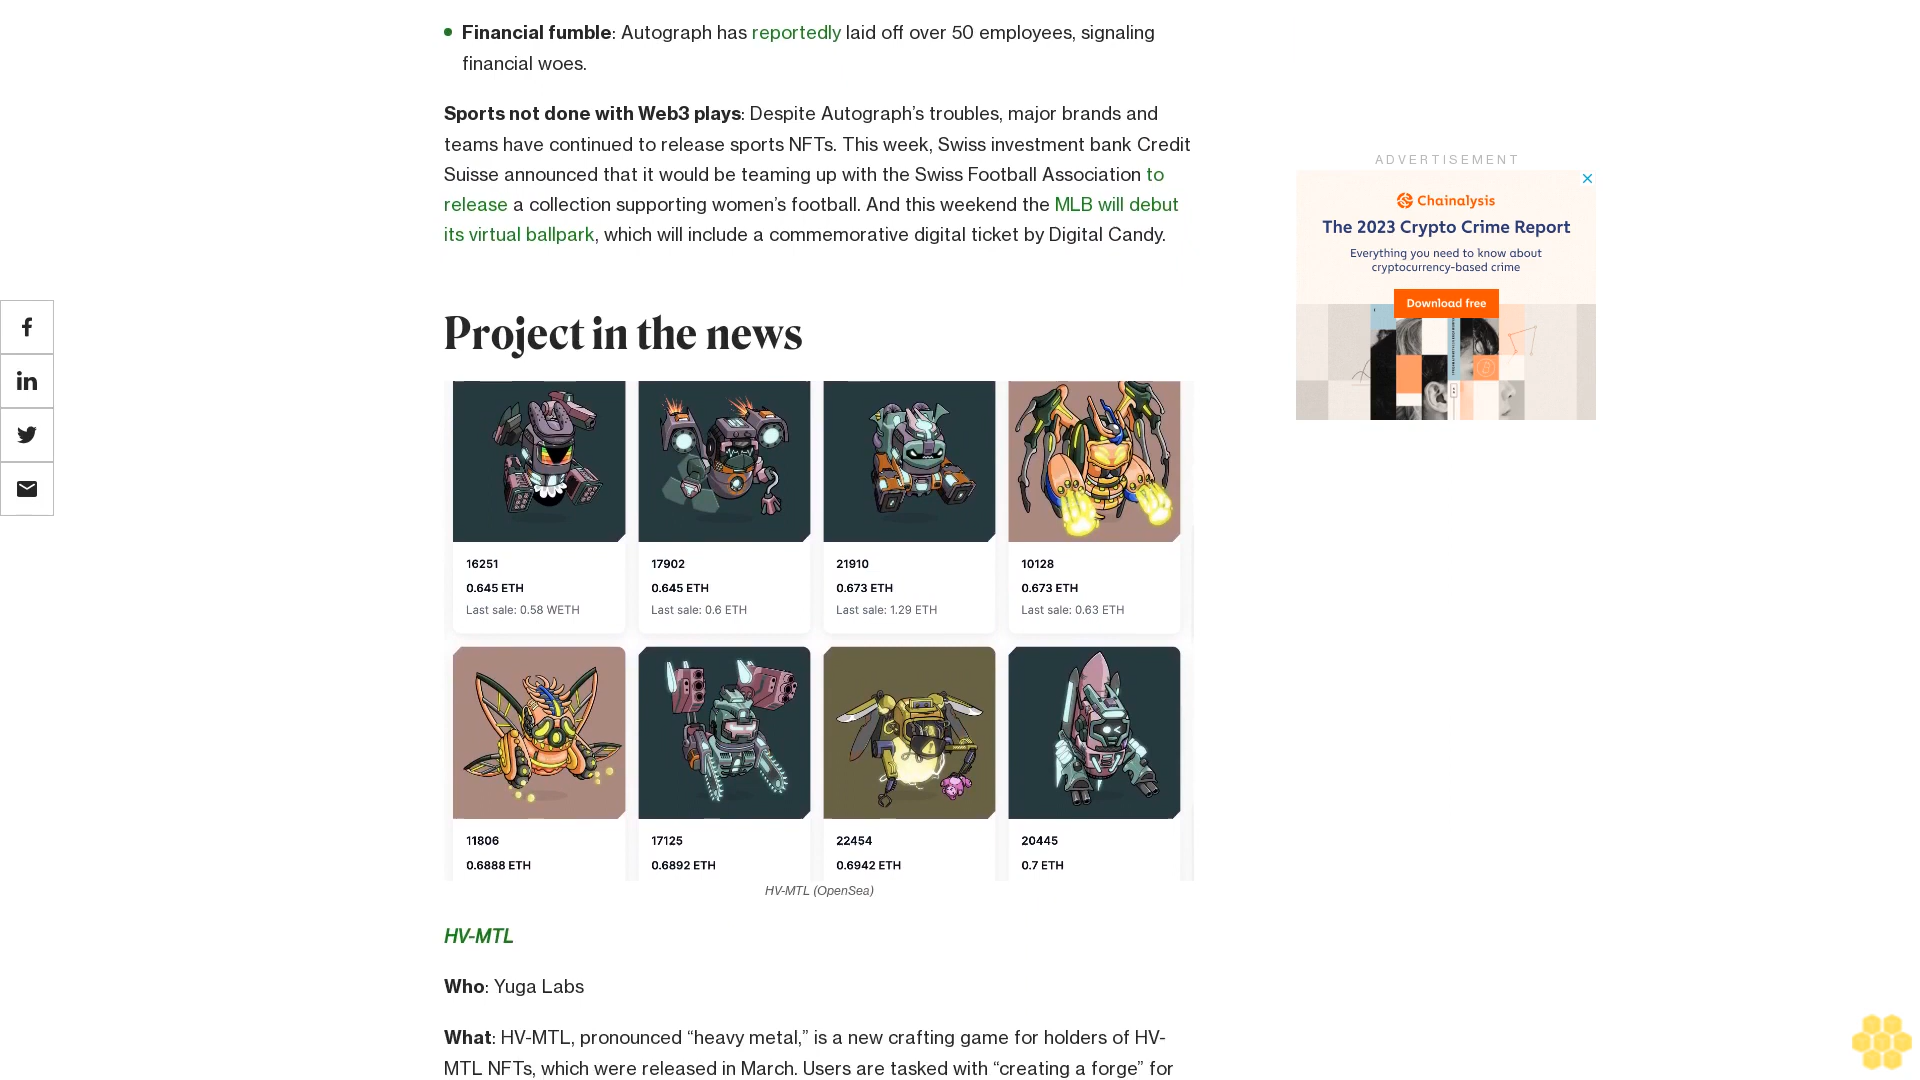 Financial fumble: Autograph has reportedly laid off over 50 employees, signaling
financial woes.
Sports not done with Web3 plays: Despite Autograph’s troubles, major brands and
teams have continued to release sports NFTs. This week, Swiss investment bank Credit
Suisse announced that it would be teaming up with the Swiss Football Association to
release a collection supporting women’s football. And this weekend the MLB will debut
its virtual ballpark, which will include a commemorative digital ticket by Digital Candy.
ADVERTISEMENT
Chainalysis
The 2023 Crypto Crime Report
Everything you need to know about
cryptocurrency-based crime
Download free
Project in the news
16251
0.645 ETH
Last sale: 0.58 WETH
17902
0.645 ETH
Last sale: 0.6 ETH
21910
0.673 ETH
Last sale: 1.29 ETH
10128
0.673 ETH
Last sale: 0.63 ETH
11806
0.6888 ETH
17125
0.6892 ETH
22454
0.6942 ETH
20445
0.7 ETH
HV-MTL (OpenSea)
HV-MTL
Who: Yuga Labs
What: HV-MTL, pronounced “heavy metal,” is a new crafting game for holders of HV-
MTL NFTs, which were released in March. Users are tasked with “creating a forge” for